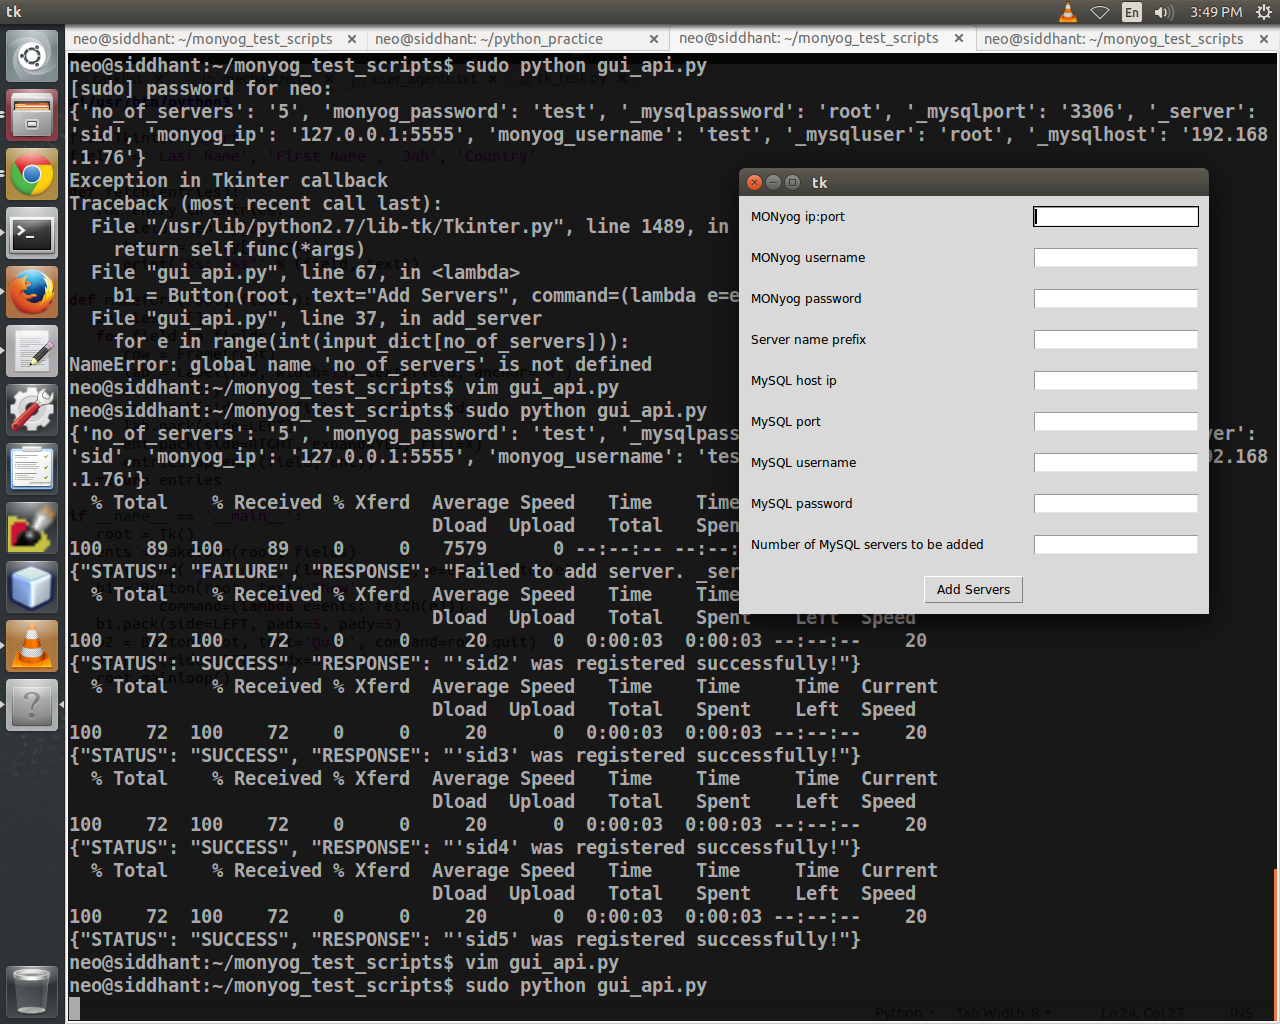 tk
En
3:49 PM
neo@siddhant: ~/monyog_test_scripts
neo@siddhant: ~/python_practice
neo@siddhant: ~/monyog_test_scripts
neo@siddhant: ~/monyog_test_scripts
neo@siddhant:~/monyog_test_scripts$ sudo python gui_api.py
[sudo] password for neo:
{'no_of_servers': '5', 'monyog_password': 'test', '_mysqlpassword': 'root', '_mysqlport': '3306', '_server':
'sid', 'monyog_ip': '127.0.0.1:5555', 'monyog_username': 'test', '_mysqluser': 'root', '_mysqlhost': '192.168
.1.76'}
Exception in Tkinter callback
Traceback (most recent call last):
  File "/usr/lib/python2.7/lib-tk/Tkinter.py", line 1489, in
    return self.func(*args)
  File "gui_api.py", line 67, in <lambda>
    b1 = Button(root, text="Add Servers", command=(lambda e=e
  File "gui_api.py", line 37, in add_server
    for e in range(int(input_dict[no_of_servers])):
NameError: global name 'no_of_servers' is not defined
neo@siddhant:~/monyog_test_scripts$ vim gui_api.py
neo@siddhant:~/monyog_test_scripts$ sudo python gui_api.py
{'no_of_servers': '5', 'monyog_password': 'test', '_mysqlpass ver':
'sid', 'monyog_ip': '127.0.0.1:5555', 'monyog_username': 'tes 92.168
.1.76'}
  % Total    % Received % Xferd  Average Speed   Time    Time
                                 Dload  Upload   Total   Spen
100    89  100    89    0     0   7579      0 --:--:-- --:--:
{"STATUS": "FAILURE", "RESPONSE": "Failed to add server. _ser
  % Total    % Received % Xferd  Average Speed   Time    Time
                                 Dload  Upload   Total   Spent    Left  Speed
100    72  100    72    0     0     20      0  0:00:03  0:00:03 --:--:--    20
{"STATUS": "SUCCESS", "RESPONSE": "'sid2' was registered successfully!"}
  % Total    % Received % Xferd  Average Speed   Time    Time     Time  Current
                                 Dload  Upload   Total   Spent    Left  Speed
100    72  100    72    0     0     20      0  0:00:03  0:00:03 --:--:--    20
{"STATUS": "SUCCESS", "RESPONSE": "'sid3' was registered successfully!"}
  % Total    % Received % Xferd  Average Speed   Time    Time     Time  Current
                                 Dload  Upload   Total   Spent    Left  Speed
100    72  100    72    0     0     20      0  0:00:03  0:00:03 --:--:--    20
{"STATUS": "SUCCESS", "RESPONSE": "'sid4' was registered successfully!"}
  % Total    % Received % Xferd  Average Speed   Time    Time     Time  Current
                                 Dload  Upload   Total   Spent    Left  Speed
100    72  100    72    0     0     20      0  0:00:03  0:00:03 --:--:--    20
{"STATUS": "SUCCESS", "RESPONSE": "'sid5' was registered successfully!"}
neo@siddhant:~/monyog_test_scripts$ vim gui_api.py
neo@siddhant:~/monyog_test_scripts$ sudo python gui_api.py
tk
MONyog ip:port
MONyog username
MONyog password
Server name prefix
MySQL host ip
MySQL port
MySQL username
MySQL password
Number of MySQL servers to be added
Add Servers
Python
Tab Width: 8
Ln 24, Col 27
INS